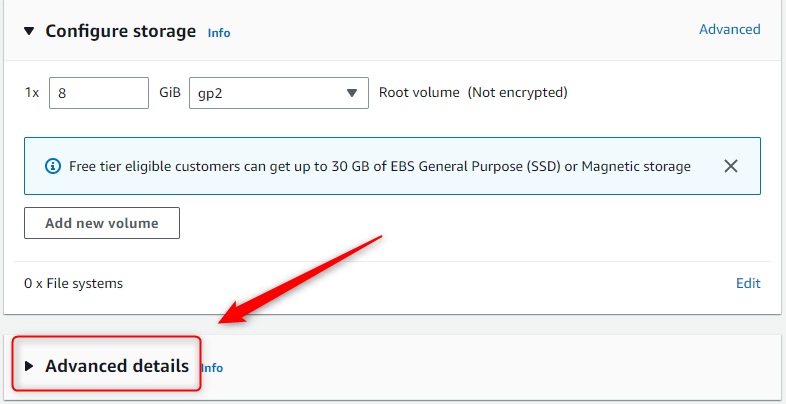 Configure storage Info Advanced
1x 8 GiB gp2 Root volume (Not encrypted)
Free tier eligible customers can get up to 30 GB of EBS General Purpose (SSD) or Magnetic storage
Add new volume
0 x File systems Edit
Advanced details Info